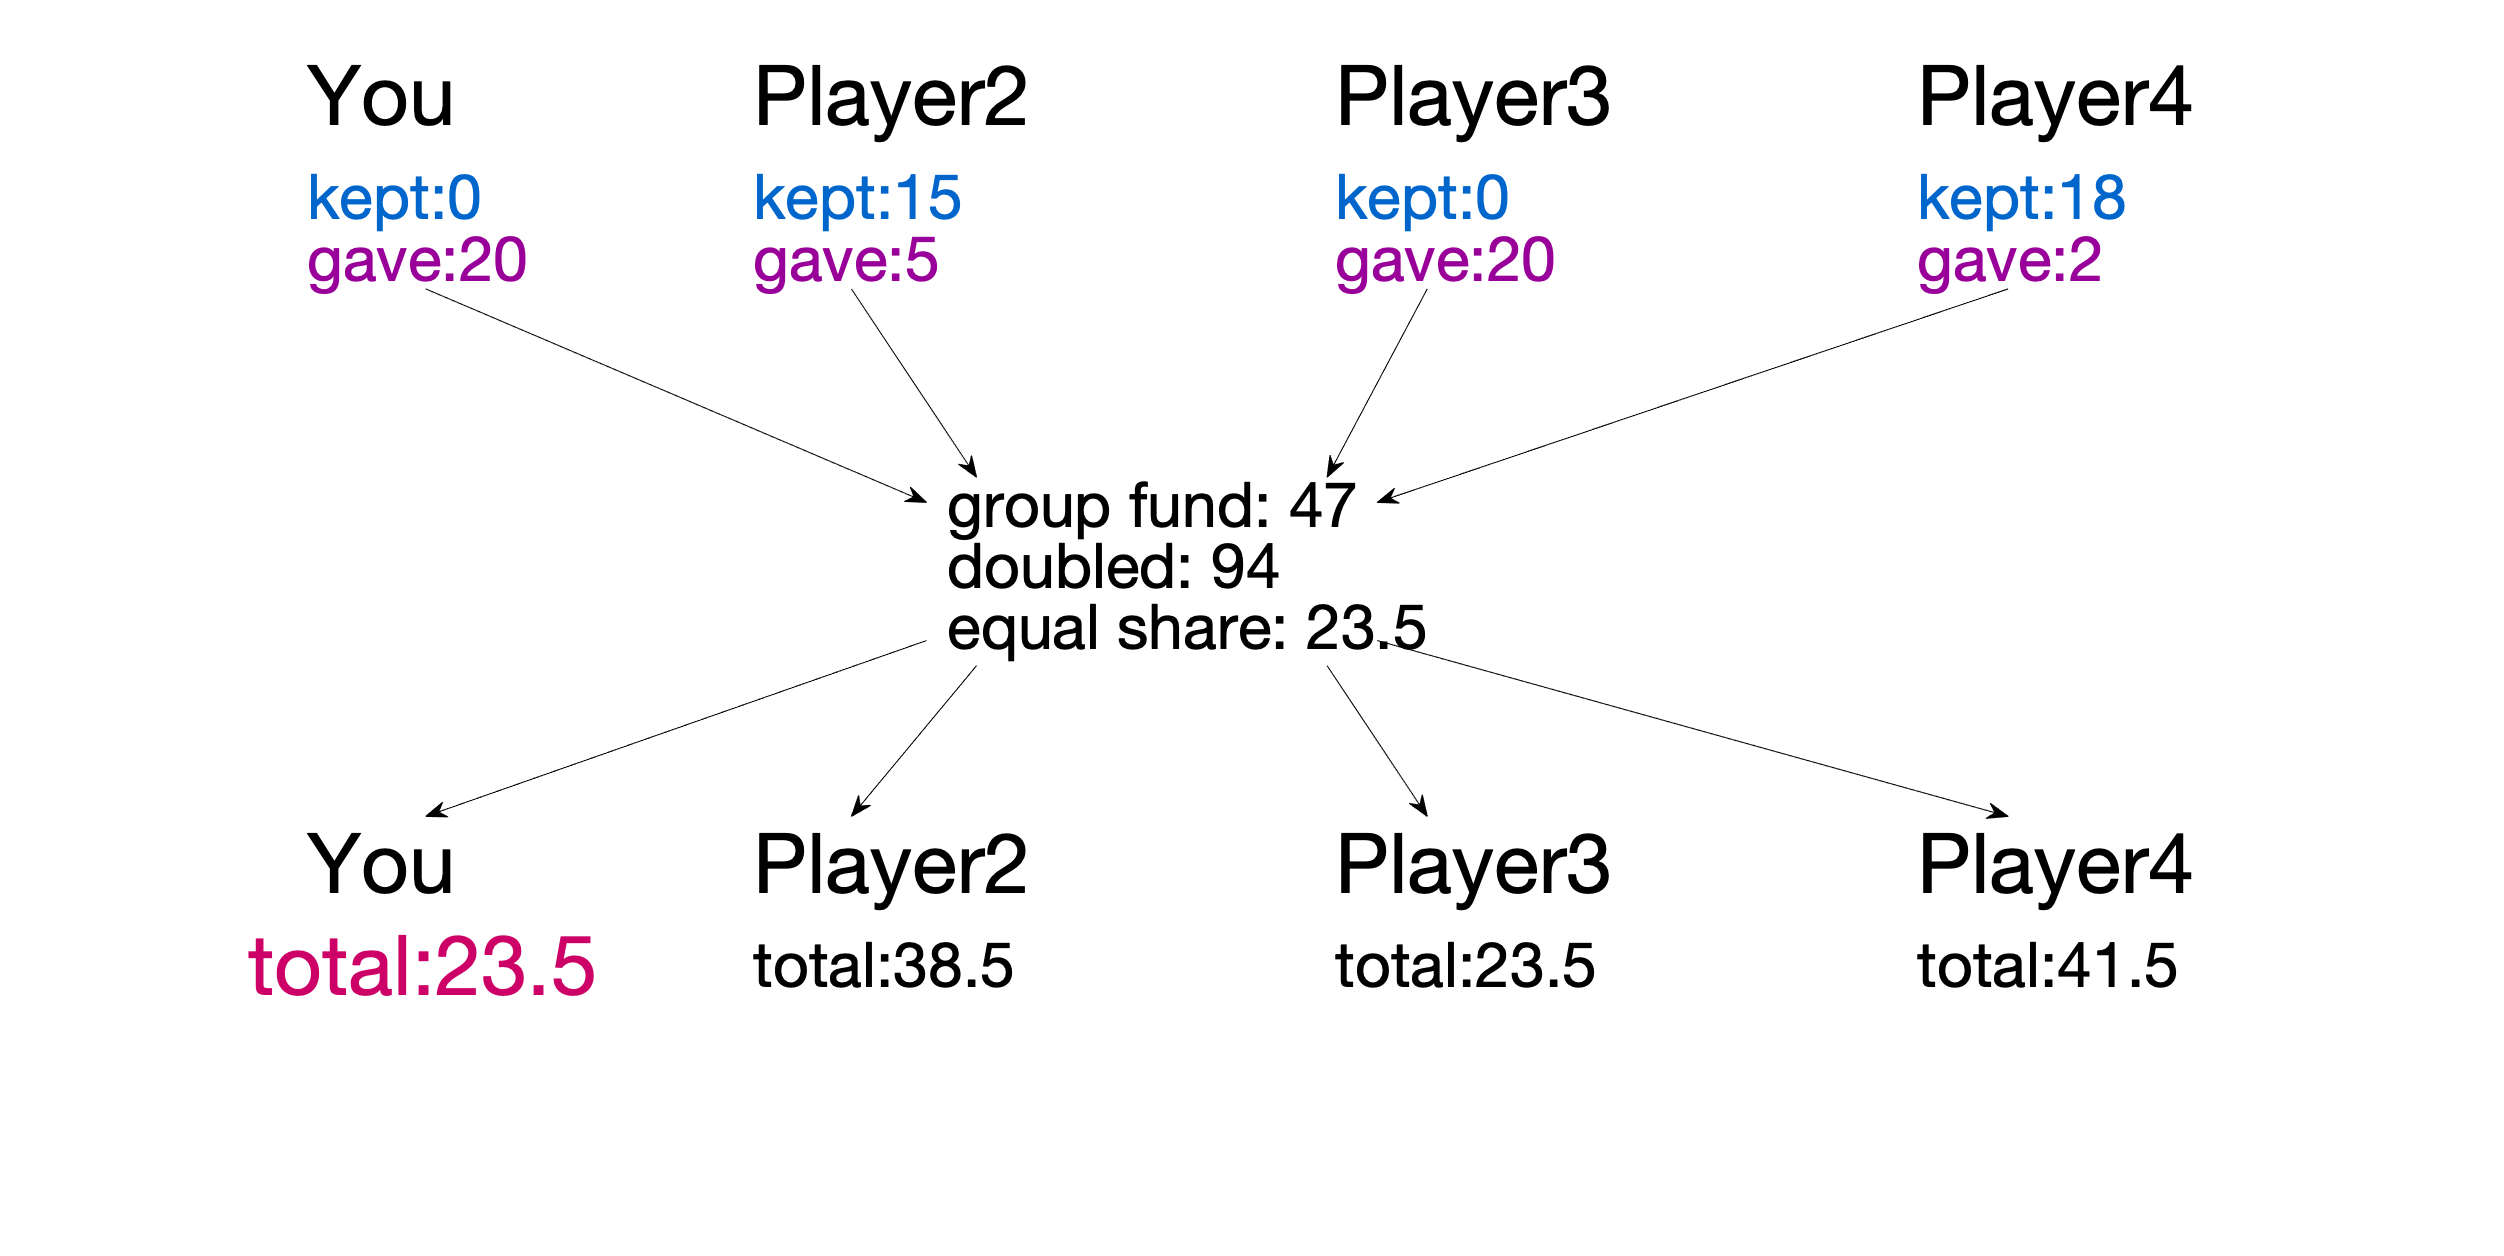 You Player2 Player3 Player4
kept:0 kept:15 kept:0 kept:18
gave:20 gave:5 gave:20 gave:2
group fund: 47
doubled: 94
equal share: 23.5
You Player2 Player3 Player4
total:23.5 total:38.5 total:23.5 total:41.5